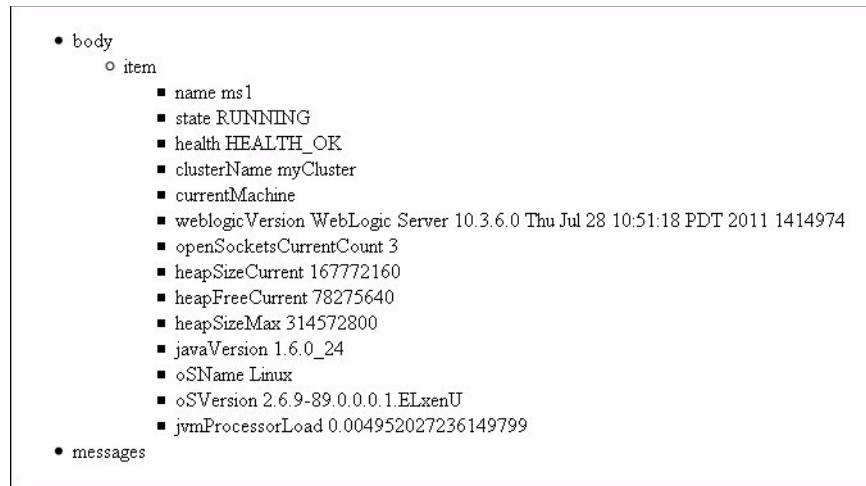 body
item
name ms1
state RUNNING
health HEALTH_OK
clusterName myCluster
currentMachine
weblogicVersion WebLogic Server 10.3.6.0 Thu Jul 28 10:51:18 PDT 2011 1414974
openSocketsCurrentCount 3
heapSizeCurrent 167772160
heapFreeCurrent 78275640
heapSizeMax 314572800
javaVersion 1.6.0_24
oSName Linux
oSVersion 2.6.9-89.0.0.0.1.ELxenU
jvmProcessorLoad 0.004952027236149799
messages